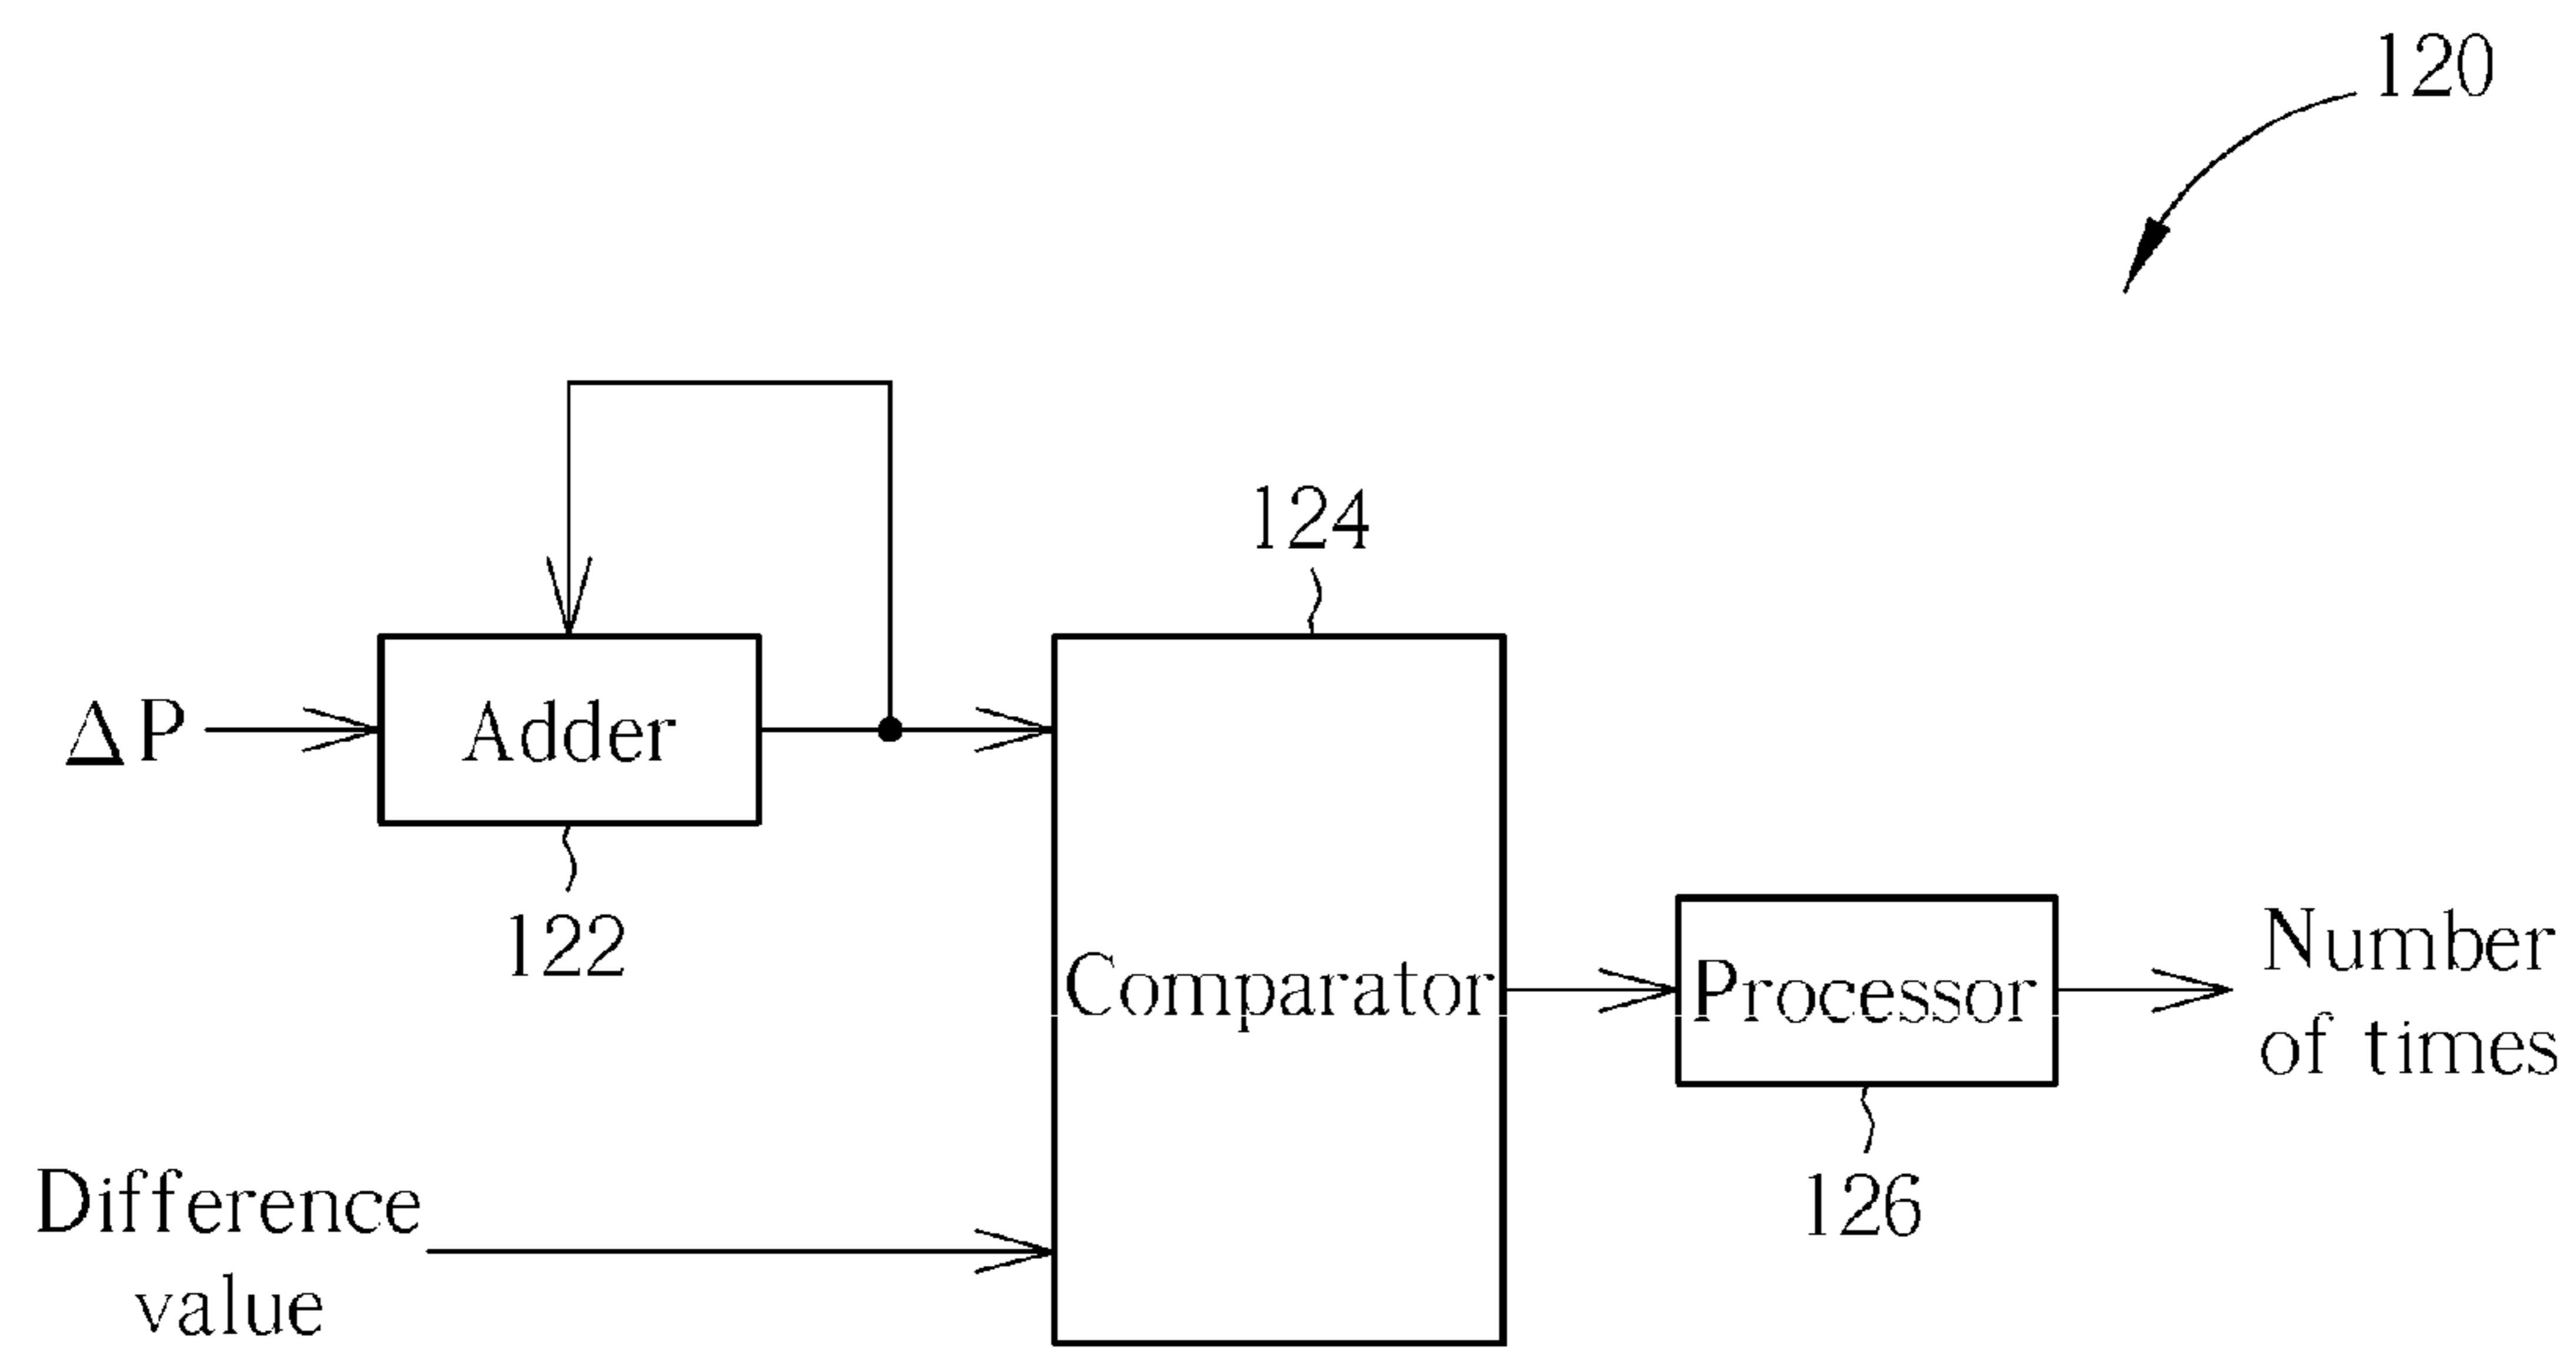 120
124
ΔP
Adder
122
Comparator
Processor
Number
of times
126
Difference
value